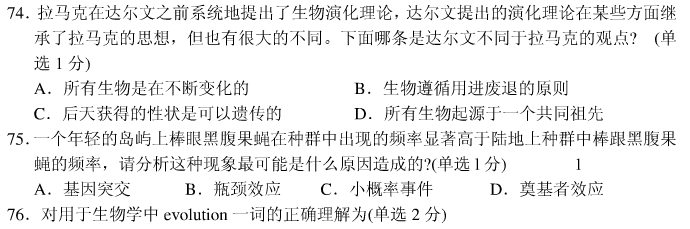 74. 拉马克在达尔文之前系统地提出了生物演化理论，达尔文提出的演化理论在某些方面继
承了拉马克的思想，但也有很大的不同。下面哪条是达尔文不同于拉马克的观点? (单
选 1 分)
A．所有生物是在不断变化的 B．生物遵循用进废退的原则
C．后天获得的性状是可以遗传的 D．所有生物起源于一个共同祖先
75. 一个年轻的岛屿上棒眼黑腹果蝇在种群中出现的频率显著高于陆地上种群中棒跟黑腹果
蝇的频率，请分析这种现象最可能是什么原因造成的?(单选 l 分) 1
A．基因突交 B．瓶颈效应 C．小概率事件 D．奠基者效应
76．对用于生物学中 evolution 一词的正确理解为(单选 2 分)